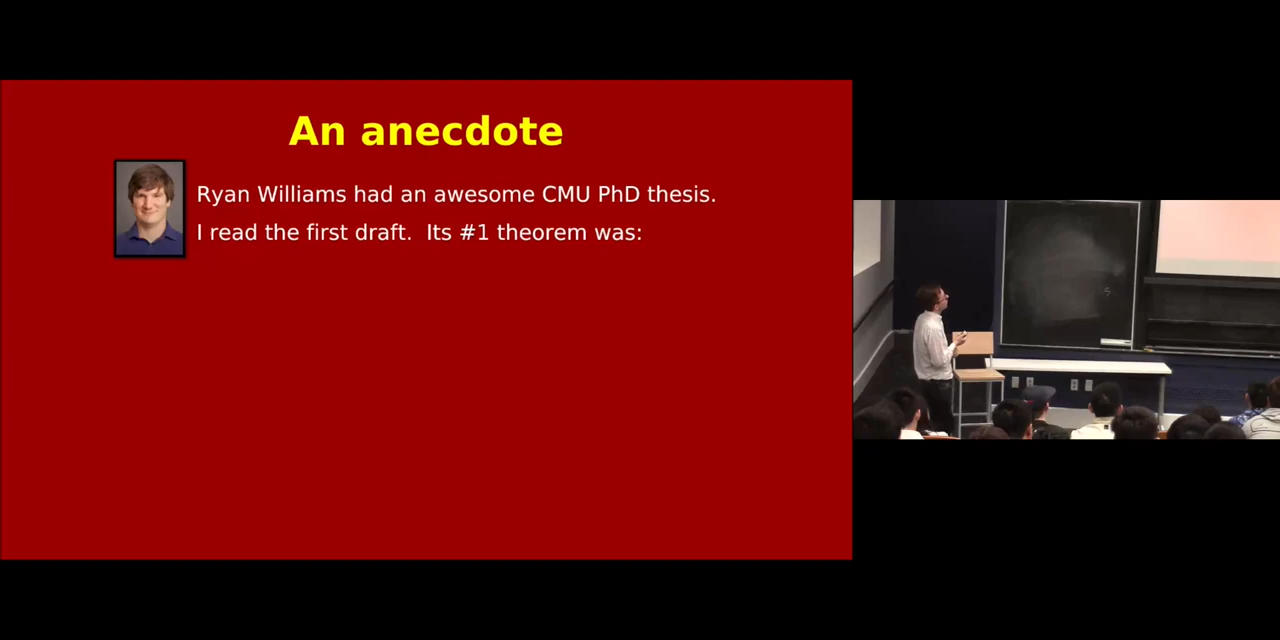 An anecdote
Ryan Williams had an awesome CMU PhD thesis.
I read the first draft.  Its #1 theorem was: